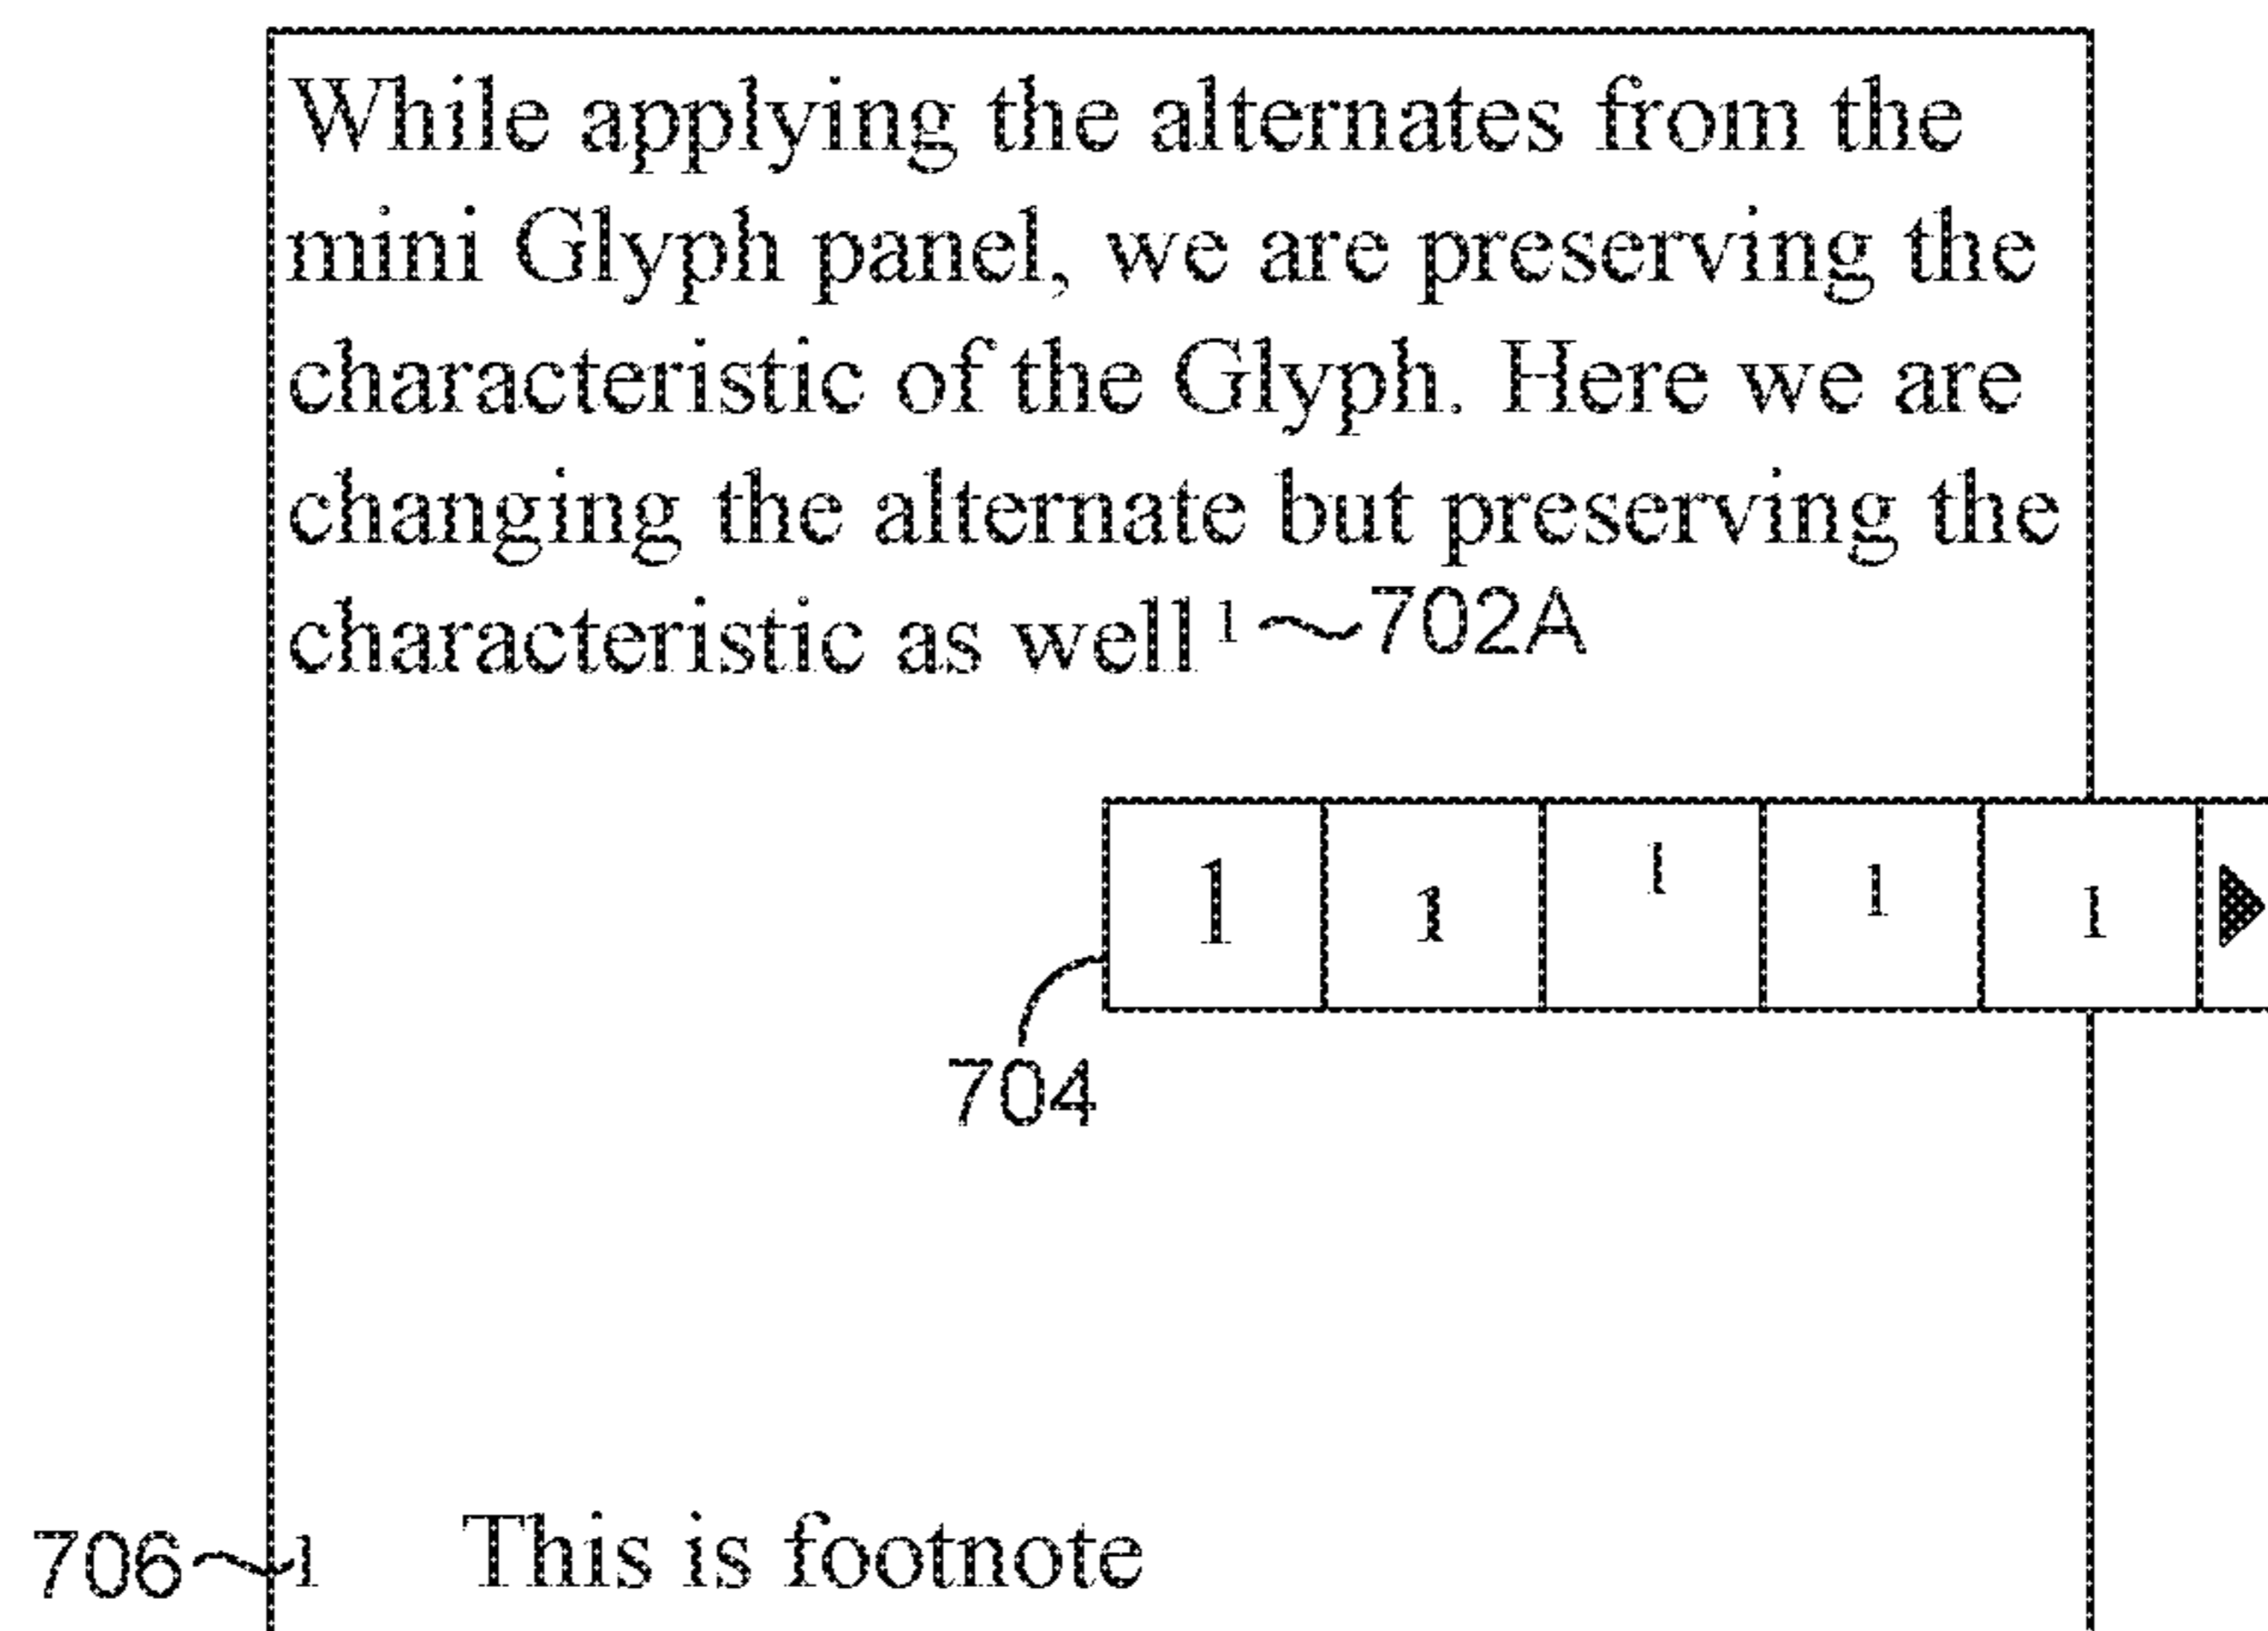 While applying the alternates from the
mini Glyph panel, we are preserving the
characteristic of the Glyph. Here we are
changing the alternate but preserving the
characteristic as well 1 702A
1 1 1 1 1
704
706 1 This is footnote